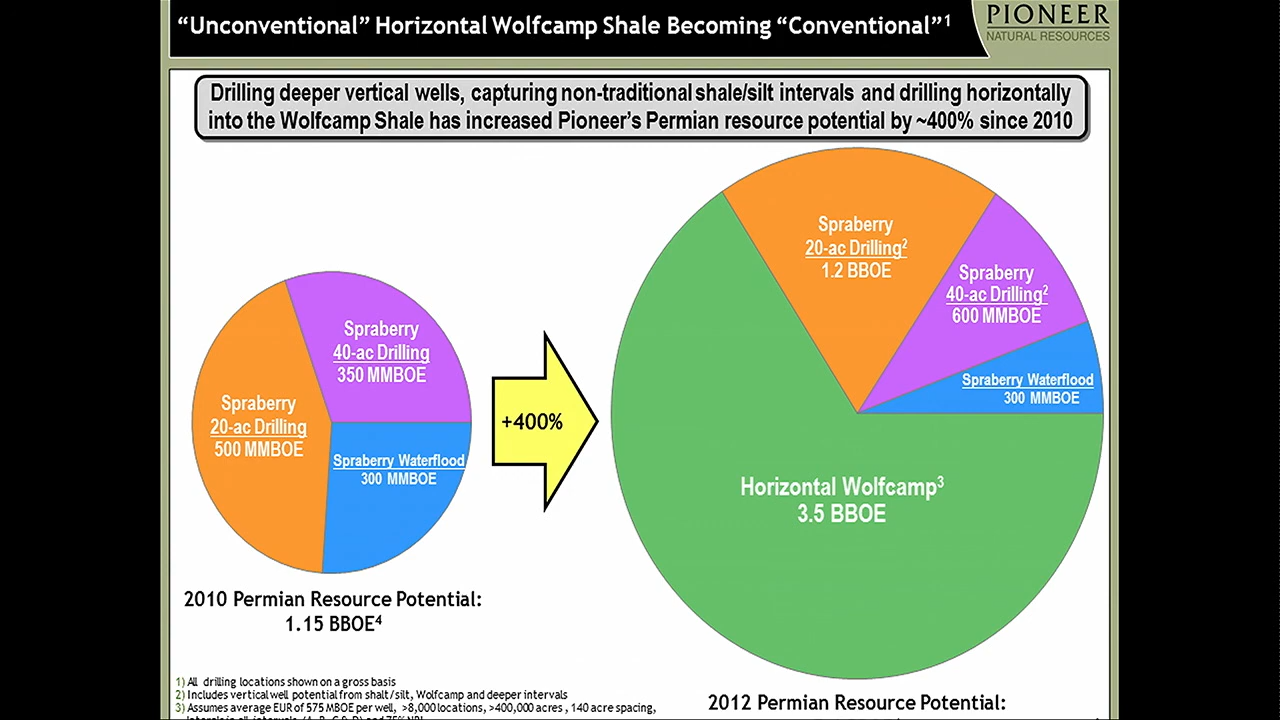 “Unconventional” Horizontal Wolfcamp Shale Becoming “Conventional”1
PIONEER
NATURAL RESOURCES
Drilling deeper vertical wells, capturing non-traditional shale/silt intervals and drilling horizontally
into the Wolfcamp Shale has increased Pioneer’s Permian resource potential by ~400% since 2010
Spraberry
40-ac Drilling
350 MMBOE
Spraberry
20-ac Drilling
500 MMBOE
Spraberry Waterflood
300 MMBOE
2010 Permian Resource Potential:
1.15 BBOE4
+400%
Spraberry
20-ac Drilling2
1.2 BBOE
Spraberry
40-ac Drilling2
600 MMBOE
Spraberry Waterflood
300 MMBOE
Horizontal Wolfcamp3
3.5 BBOE
2012 Permian Resource Potential:
1) All drilling locations shown on a gross basis
2) Includes vertical well potential from shalt/silt, Wolfcamp and deeper intervals
3) Assumes average EUR of 575 MBOE per well, >8,000 locations, >400,000 acres , 140 acre spacing,